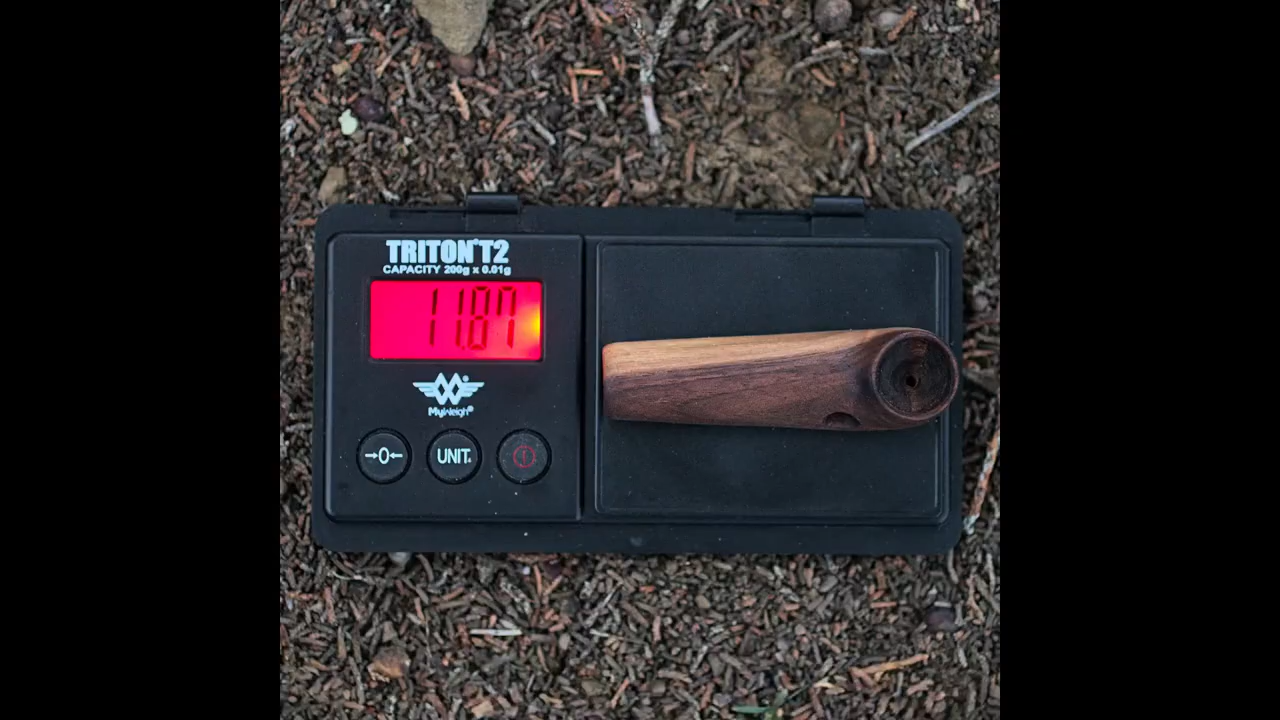 TRITON® T2
CAPACITY 200g x 0.01g
11.87
MyWeigh®
→0← UNIT.